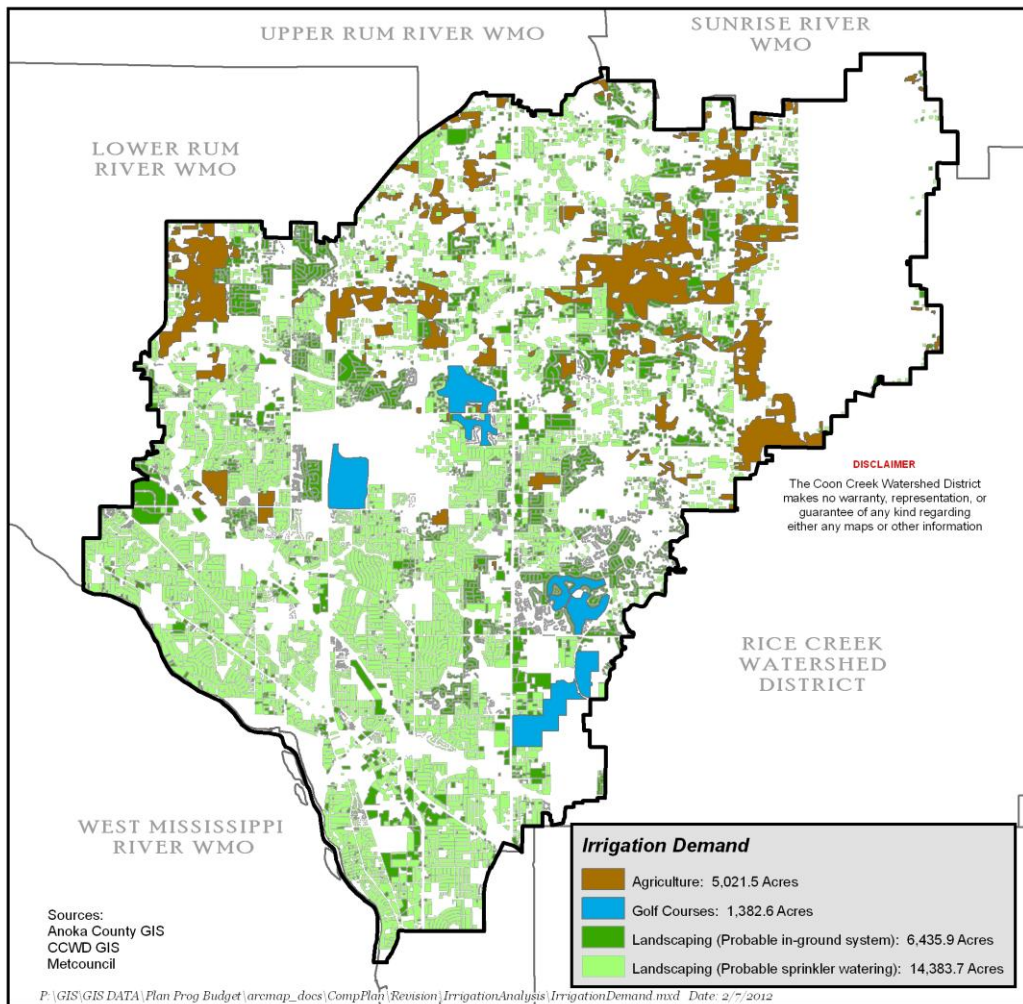 UPPER RUM RIVER WMO
SUNRISE RIVER
WMO
LOWER RUM
RIVER WMO
DISCLAIMER
The Coon Creek Watershed District
makes no warranty, representation, or
guarantee of any kind regarding
either any maps or other information
RICE CREEK
WATERSHED
DISTRICT
WEST MISSISSIPPI
RIVER WMO
Irrigation Demand
Agriculture: 5,021.5 Acres
Golf Courses: 1,382.6 Acres
Landscaping (Probable in-ground system): 6,435.9 Acres
Landscaping (Probable sprinkler watering): 14,383.7 Acres
Sources:
Anoka County GIS
CCWD GIS
Metcouncil
P:\GIS\GIS DATA\Plan Prog Budget\arcmap_docs\CompPlan\Revision\IrrigationAnalysis\IrrigationDemand.mxd Date: 2/7/2012